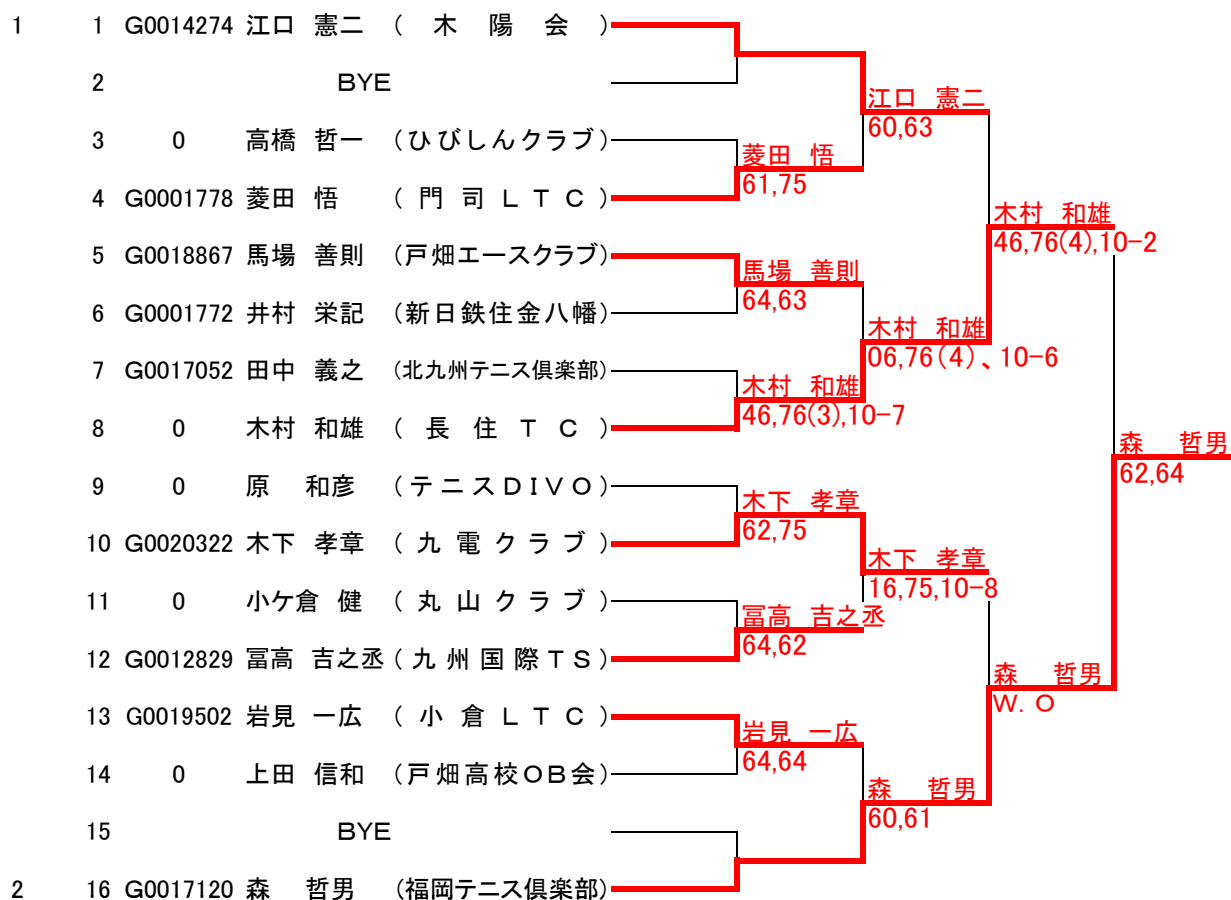 1 1 G0014274 江口 憲二 ( 木 陽 会 )
2 BYE
江口 憲二
60,63
3 0 高橋 哲一 (ひびしんクラブ)
菱田 悟
61,75
4 G0001778 菱田 悟 ( 門 司 L T C )
木村 和雄
46,76(4),10-2
5 G0018867 馬場 善則 (戸畑エースクラブ)
馬場 善則
64,63
6 G0001772 井村 栄記 (新日鉄住金八幡)
木村 和雄
06,76(4)、10-6
7 G0017052 田中 義之 (北九州テニス倶楽部)
木村 和雄
46,76(3),10-7
8 0 木村 和雄 ( 長 住 T C )
森 哲男
62,64
9 0 原 和彦 (テニスDIVO)
木下 孝章
62,75
10 G0020322 木下 孝章 ( 九 電 ク ラ ブ )
木下 孝章
16,75,10-8
11 0 小ケ倉 健 ( 丸 山 ク ラ ブ )
冨高 吉之丞
64,62
12 G0012829 冨高 吉之丞 ( 九 州 国 際 T S )
森 哲男
W.O
13 G0019502 岩見 一広 ( 小 倉 L T C )
岩見 一広
64,64
14 0 上田 信和 (戸畑高校OB会)
森 哲男
60,61
15 BYE
2 16 G0017120 森 哲男 (福岡テニス倶楽部)